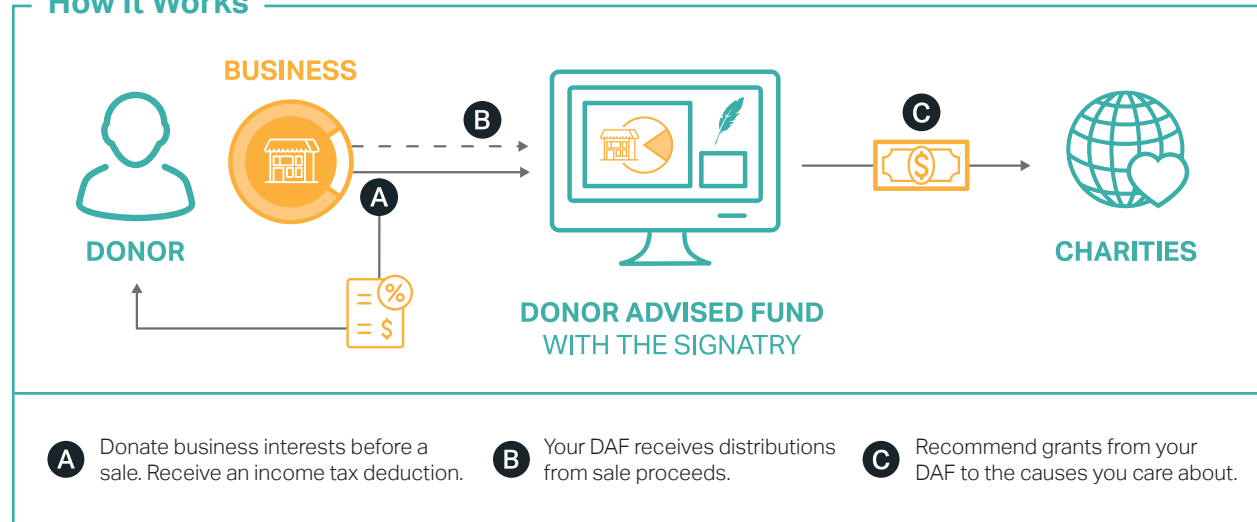 How It Works
BUSINESS
B
C
A
DONOR
CHARITIES
%
$
$
DONOR ADVISED FUND
WITH THE SIGNATRY
A
Donate business interests before a
sale. Receive an income tax deduction.
B
Your DAF receives distributions
from sale proceeds.
C
Recommend grants from your
DAF to the causes you care about.